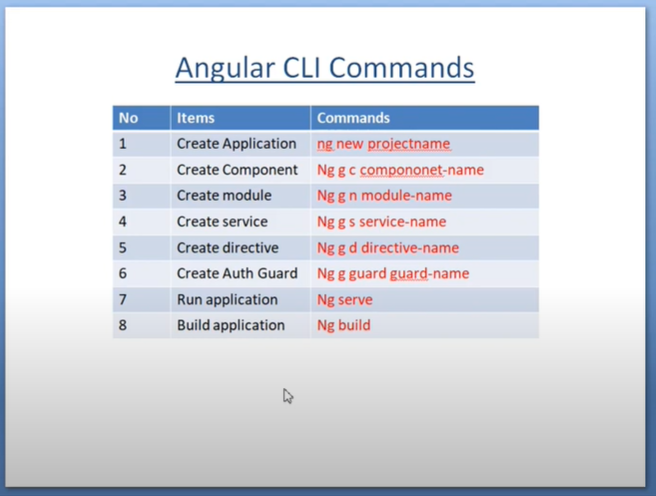 Angular CLI Commands
No Items Commands
1 Create Application ng new projectname
2 Create Component Ng g c compononet-name
3 Create module Ng g n module-name
4 Create service Ng g s service-name
5 Create directive Ng g d directive-name
6 Create Auth Guard Ng g guard guard-name
7 Run application Ng serve
8 Build application Ng build